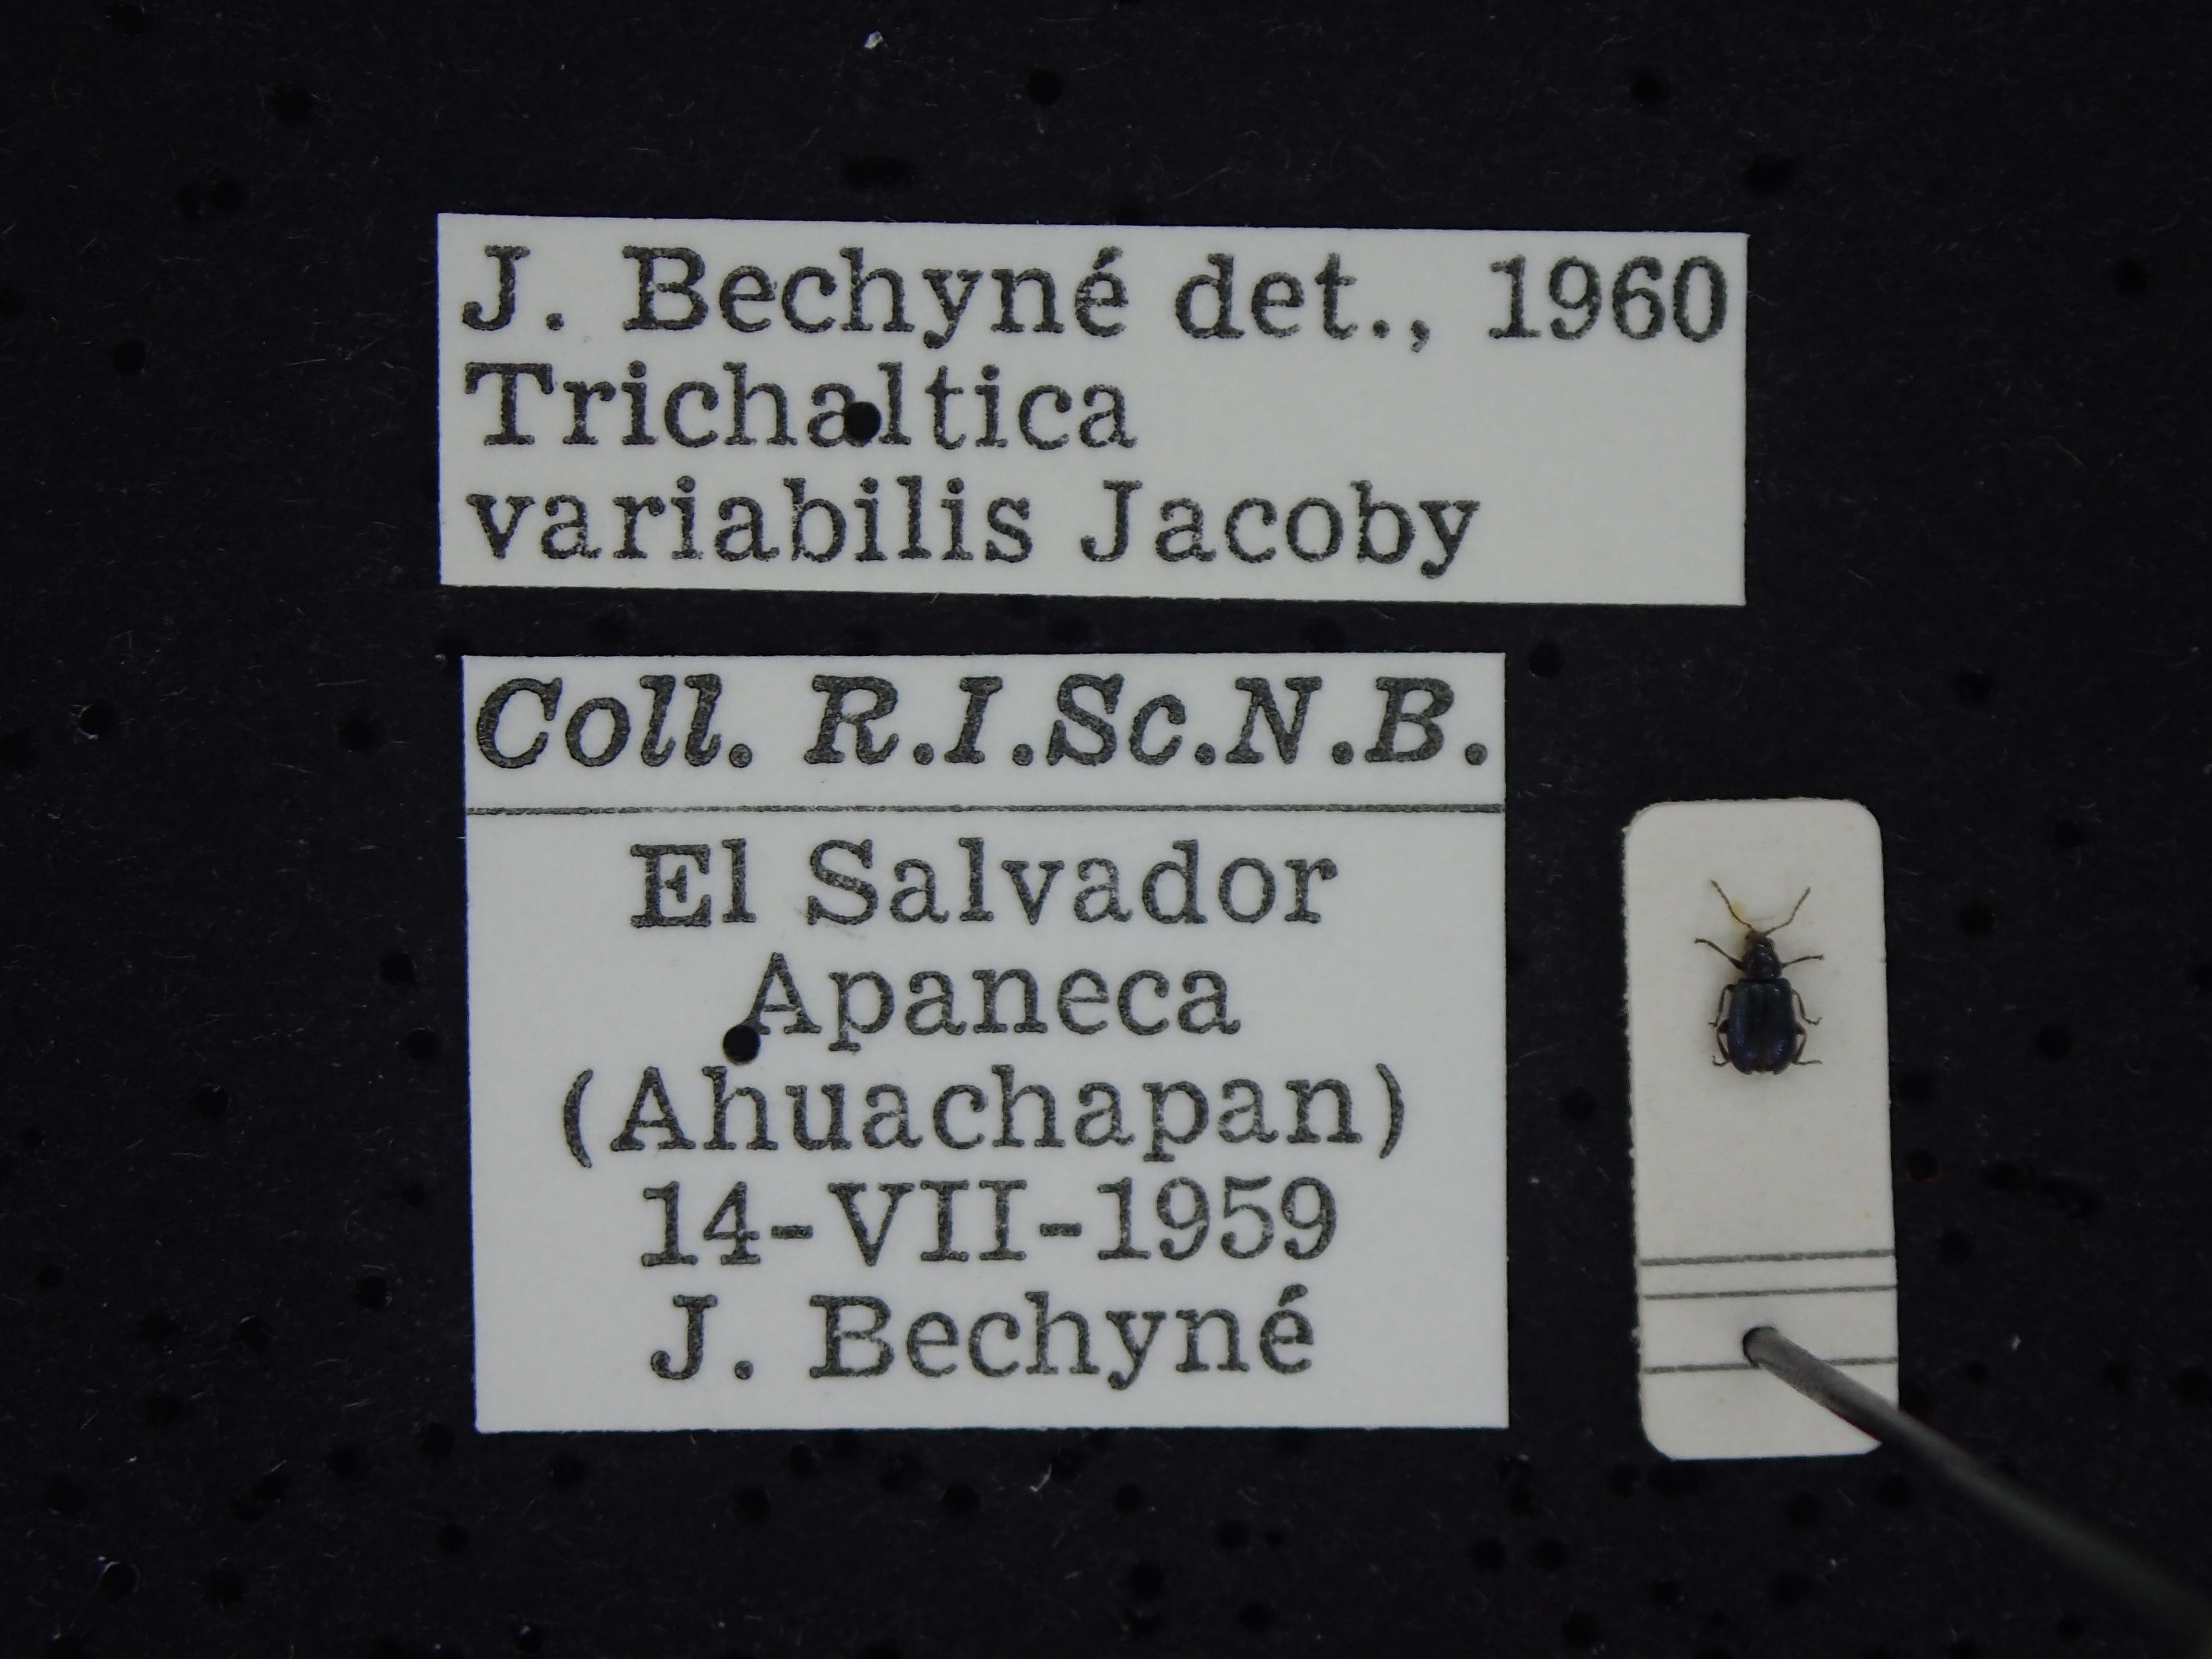 J. Bechyné det., 1960
Trichaltica
variabilis Jacoby
Coll. R.I.Sc.N.B.
El Salvador
Apaneca
(Ahuachapan)
14-VII-1959
J. Bechyné